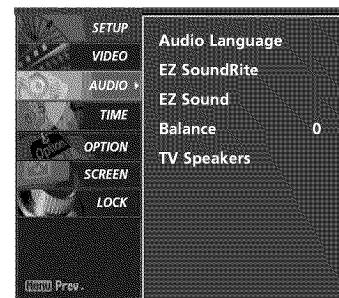 SETUP
VIDEO
AUDIO
TIME
OPTION
SCREEN
LOCK
Audio Language
EZ SoundRite
EZ Sound
Balance 0
TV Speakers
Menu Prev.